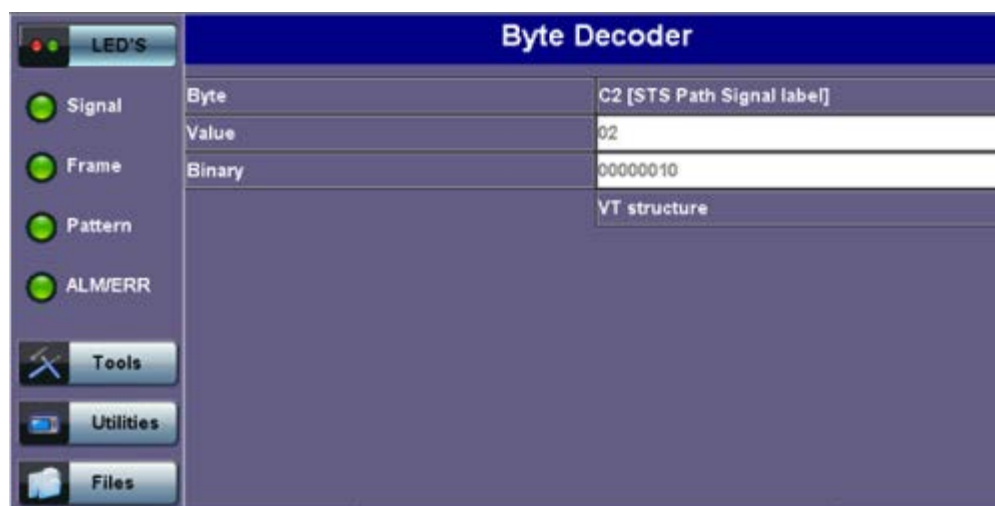 LED'S
Byte Decoder
Signal
Frame
Pattern
ALM/ERR
Tools
Utilities
Files
Byte C2 [STS Path Signal label]
Value 02
Binary 00000010
VT structure